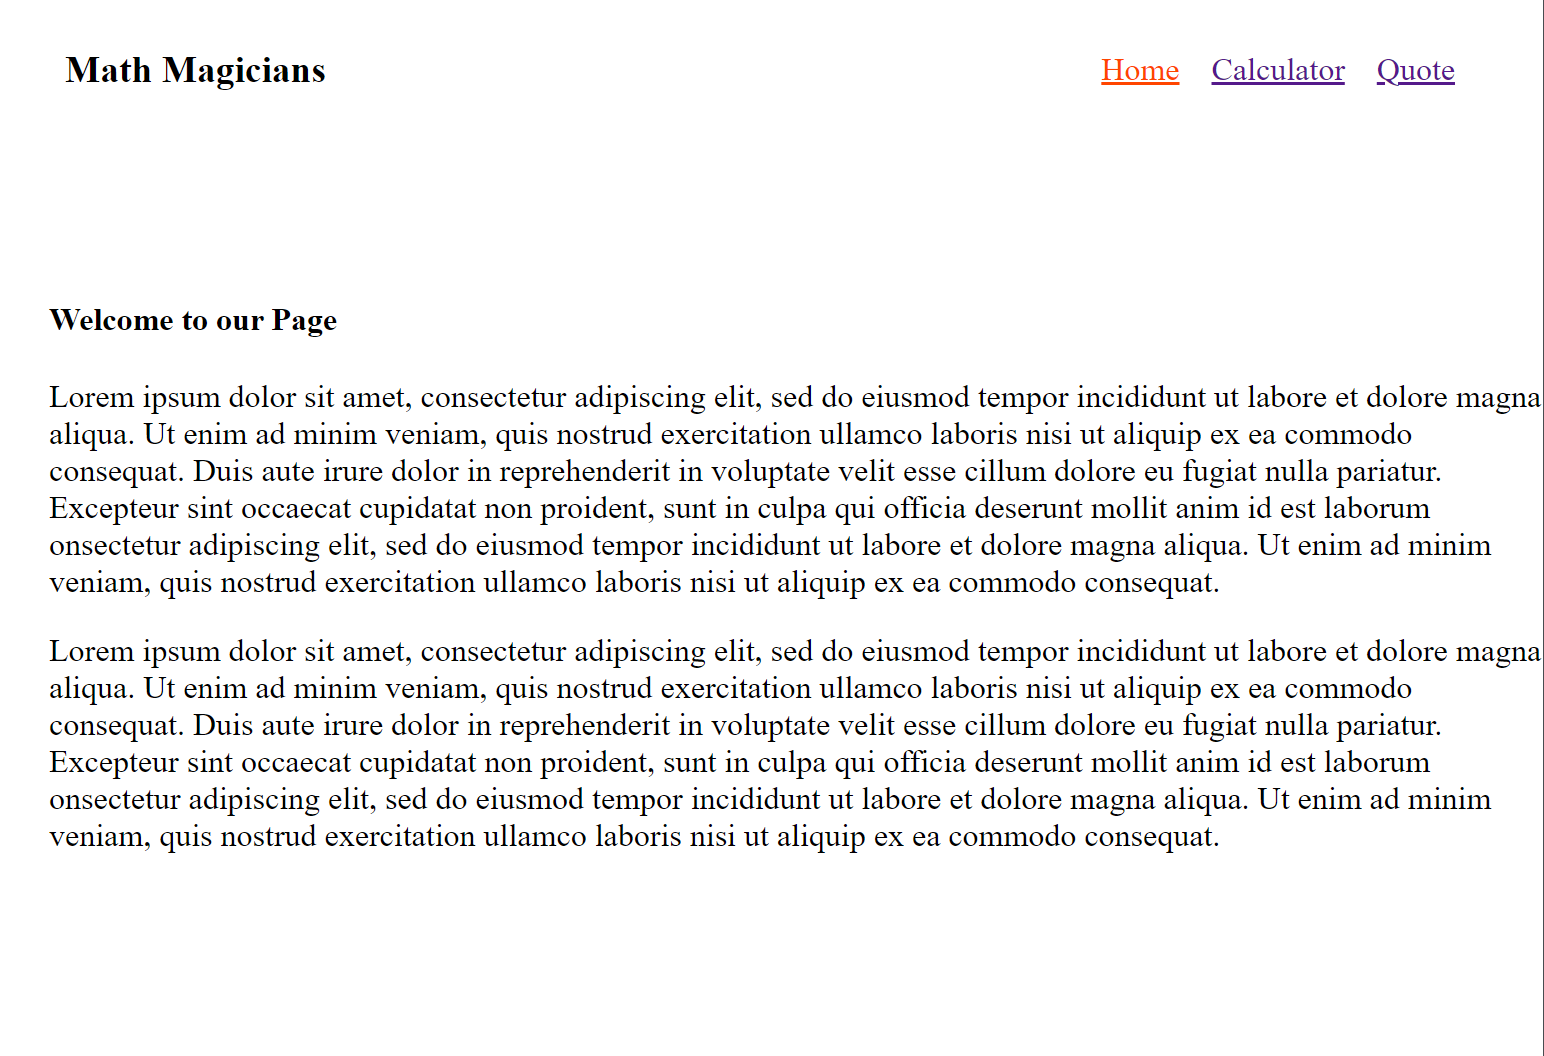 Math Magicians
Home Calculator Quote
Welcome to our Page
Lorem ipsum dolor sit amet, consectetur adipiscing elit, sed do eiusmod tempor incididunt ut labore et dolore magna
aliqua. Ut enim ad minim veniam, quis nostrud exercitation ullamco laboris nisi ut aliquip ex ea commodo
consequat. Duis aute irure dolor in reprehenderit in voluptate velit esse cillum dolore eu fugiat nulla pariatur.
Excepteur sint occaecat cupidatat non proident, sunt in culpa qui officia deserunt mollit anim id est laborum
onsectetur adipiscing elit, sed do eiusmod tempor incididunt ut labore et dolore magna aliqua. Ut enim ad minim
veniam, quis nostrud exercitation ullamco laboris nisi ut aliquip ex ea commodo consequat.
Lorem ipsum dolor sit amet, consectetur adipiscing elit, sed do eiusmod tempor incididunt ut labore et dolore magna
aliqua. Ut enim ad minim veniam, quis nostrud exercitation ullamco laboris nisi ut aliquip ex ea commodo
consequat. Duis aute irure dolor in reprehenderit in voluptate velit esse cillum dolore eu fugiat nulla pariatur.
Excepteur sint occaecat cupidatat non proident, sunt in culpa qui officia deserunt mollit anim id est laborum
onsectetur adipiscing elit, sed do eiusmod tempor incididunt ut labore et dolore magna aliqua. Ut enim ad minim
veniam, quis nostrud exercitation ullamco laboris nisi ut aliquip ex ea commodo consequat.